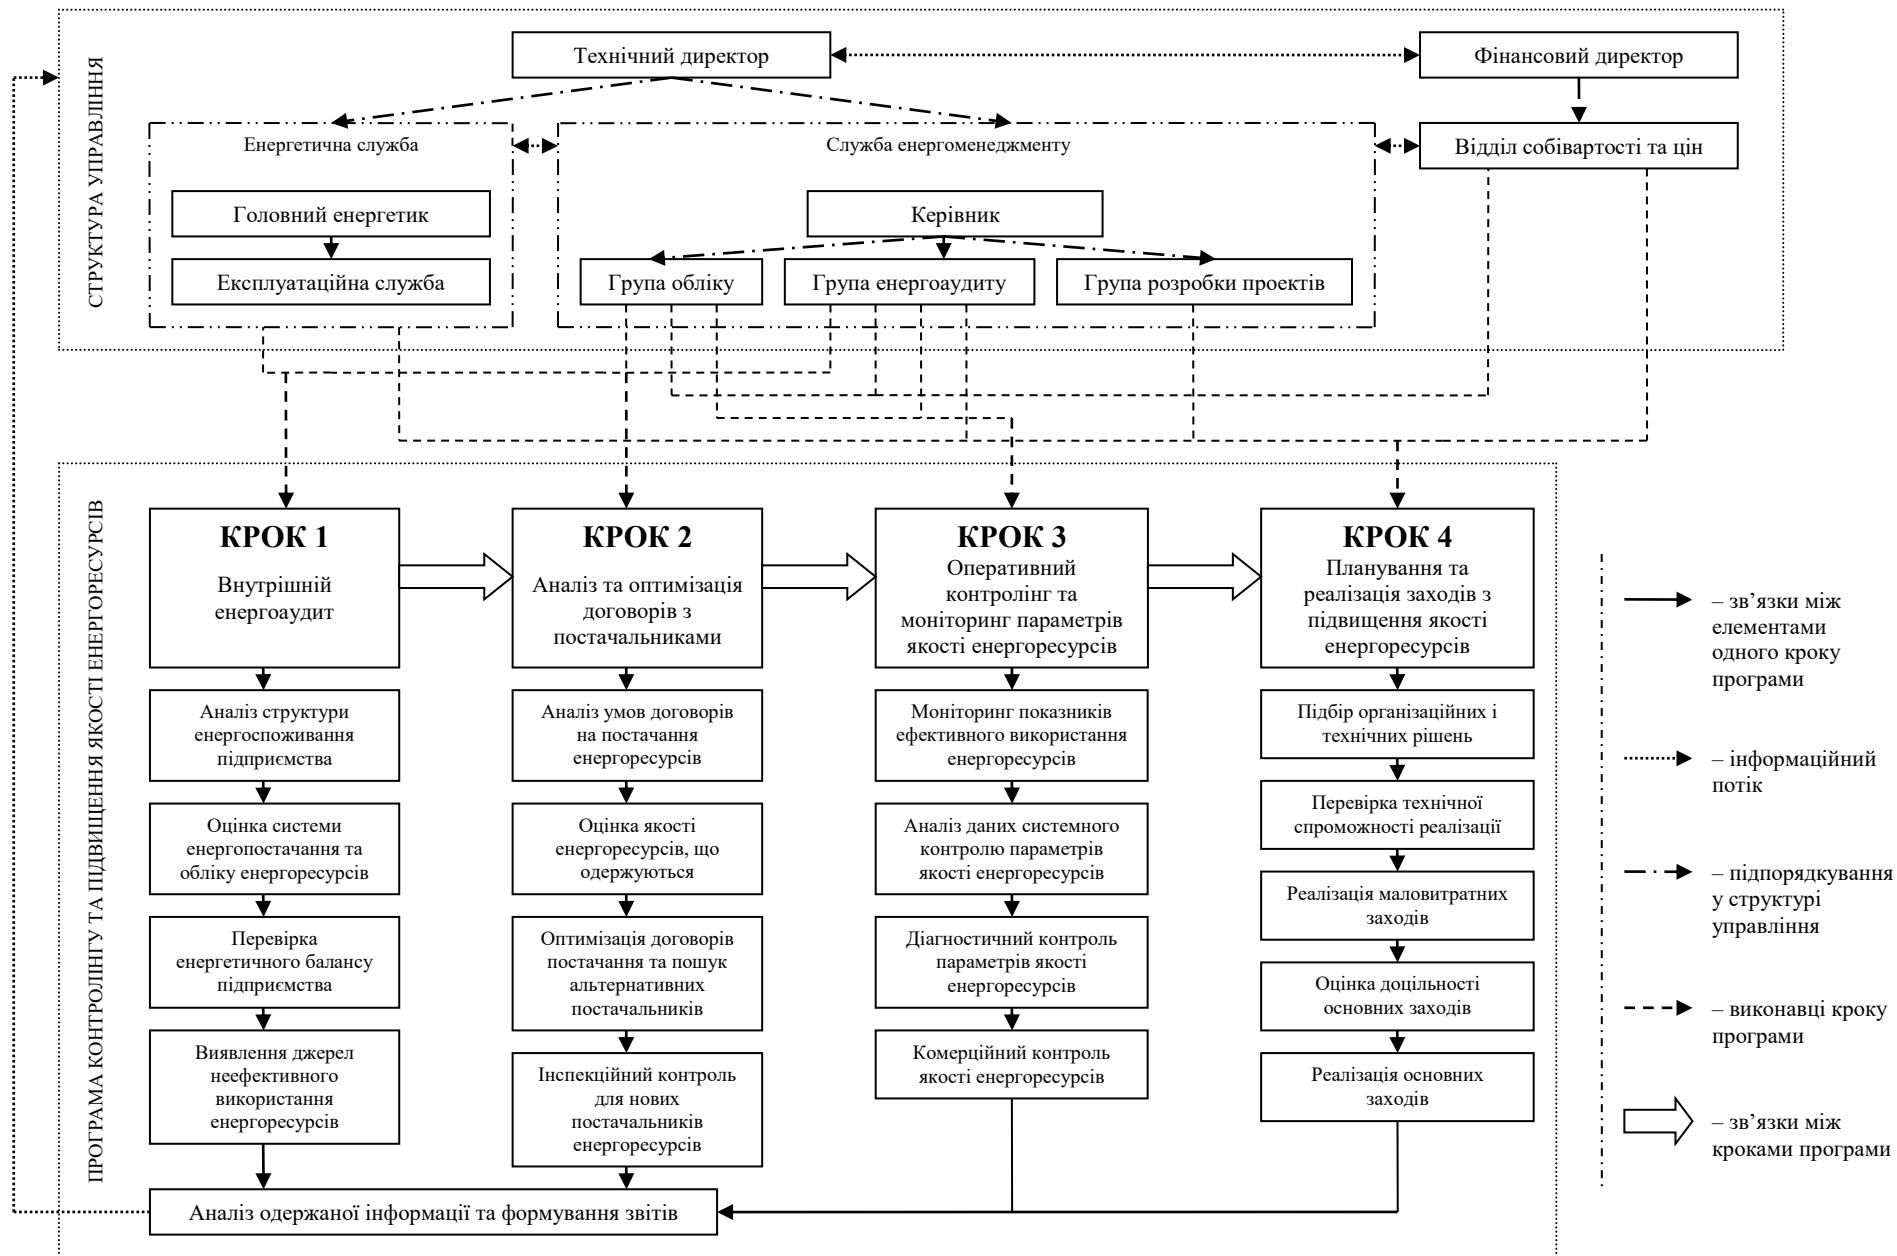 СТРУКТУРА УПРАВЛІННЯ
Технічний директор
Фінансовий директор
Енергетична служба
Служба енергоменеджменту
Відділ собівартості та цін
Головний енергетик
Керівник
Експлуатаційна служба
Група обліку
Група енергоаудиту
Група розробки проектів
ПРОГРАМА КОНТРОЛІНГУ ТА ПІДВИЩЕННЯ ЯКОСТІ ЕНЕРГОРЕСУРСІВ
КРОК 1
Внутрішній
енергоаудит
Аналіз структури
енергоспоживання
підприємства
Оцінка системи
енергопостачання та
обліку енергоресурсів
Перевірка
енергетичного балансу
підприємства
Виявлення джерел
неефективного
використання
енергоресурсів
КРОК 2
Аналіз та оптимізація
договорів з
постачальниками
Аналіз умов договорів
на постачання
енергоресурсів
Оцінка якості
енергоресурсів, що
одержуються
Оптимізація договорів
постачання та пошук
альтернативних
постачальників
Інспекційний контроль
для нових
постачальників
енергоресурсів
КРОК 3
Оперативний
контролінг та
моніторинг параметрів
якості енергоресурсів
Моніторинг показників
ефективного використання
енергоресурсів
Аналіз даних системного
контролю параметрів
якості енергоресурсів
Діагностичний контроль
параметрів якості
енергоресурсів
Комерційний контроль
якості енергоресурсів
КРОК 4
Планування та
реалізація заходів з
підвищення якості
енергоресурсів
Підбір організаційних і
технічних рішень
Перевірка технічної
спроможності реалізації
Реалізація маловитратних
заходів
Оцінка доцільності
основних заходів
Реалізація основних
заходів
Аналіз одержаної інформації та формування звітів
– зв’язки між
елементами
одного кроку
програми
– інформаційний
потік
– підпорядкування
у структурі
управління
– виконавці кроку
програми
– зв’язки між
кроками програми